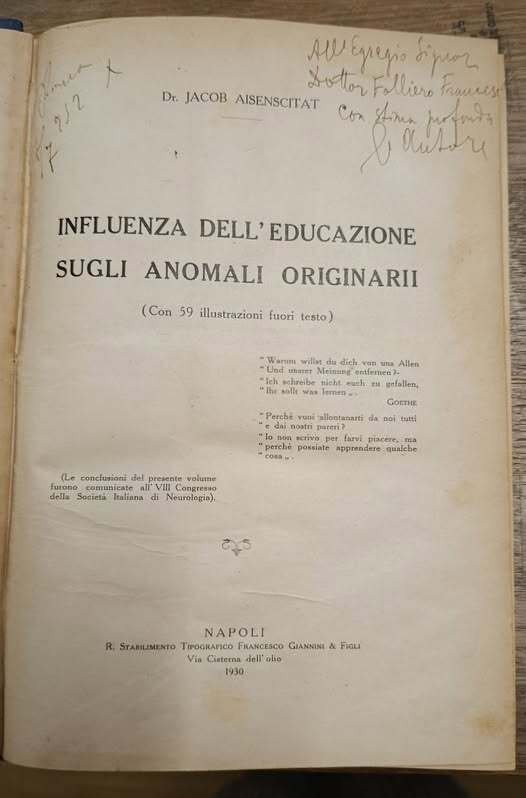 All'Egregio Signor
Dottor Falliero Francesco
con stima profonda
l'Autore
Dr. JACOB AISENSCITAT
INFLUENZA DELL'EDUCAZIONE
SUGLI ANOMALI ORIGINARII
(Con 59 illustrazioni fuori testo)
" Warum willst du dich von uns Allen
" Und unsrer Meinung entfernen ?-
" Ich schreibe nicht euch zu gefallen,
" Ihr sollt was lernen „.
GOETHE
" Perchè vuoi allontanarti da noi tutti
" e dai nostri pareri ?
" Io non scrivo per farvi piacere, ma
" perchè possiate apprendere qualche
" cosa „.
(Le conclusioni del presente volume
furono comunicate all'VIII Congresso
della Società Italiana di Neurologia).
NAPOLI
R. STABILIMENTO TIPOGRAFICO FRANCESCO GIANNINI & FIGLI
Via Cisterna dell'olio
1930